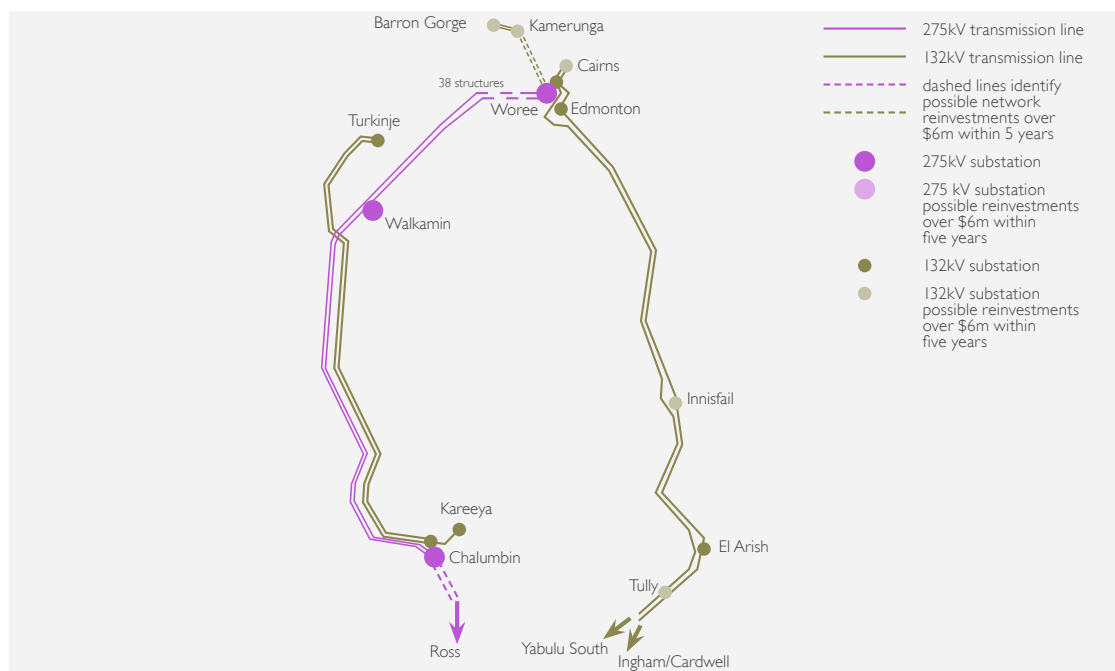 Barron Gorge
Kamerunga
Cairns
38 structures
Woree
Edmonton
Turkinje
Walkamin
Innisfail
Kareeya
Chalumbin
El Arish
Tully
Yabulu South
Ross
Ingham/Cardwell
275kV transmission line
132kV transmission line
dashed lines identify
possible network
reinvestments over
$6m within 5 years
275kV substation
275 kV substation
possible reinvestments
over $6m within
five years
132kV substation
132kV substation
possible reinvestments
over $6m within
five years